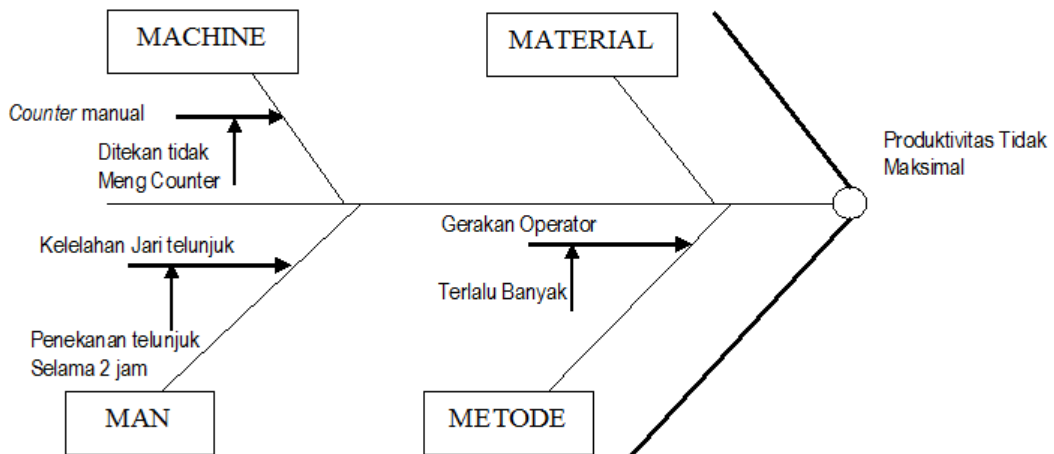 MACHINE
MATERIAL
Counter manual
Ditekan tidak
Meng Counter
Produktivitas Tidak
Maksimal
Kelelahan Jari telunjuk
Gerakan Operator
Terlalu Banyak
Penekanan telunjuk
Selama 2 jam
MAN
METODE